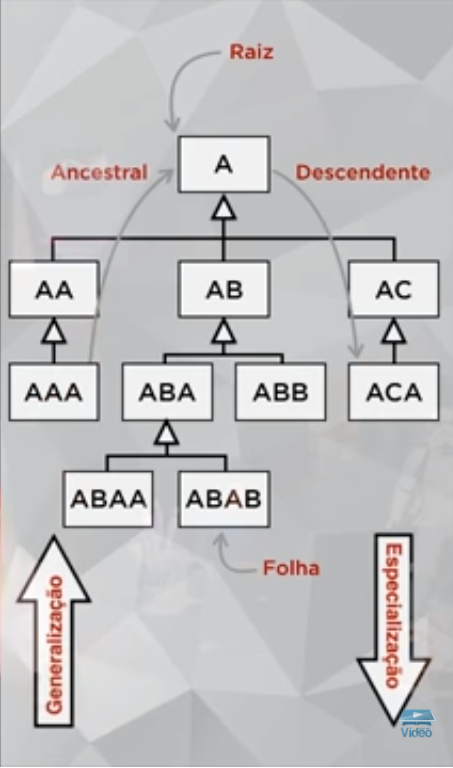 Raiz
A
Ancestral
Descendente
AA
AB
AC
AAA
ABA
ABB
ACA
ABAA
ABAB
Folha
Generalização
Especialização
Vídeo